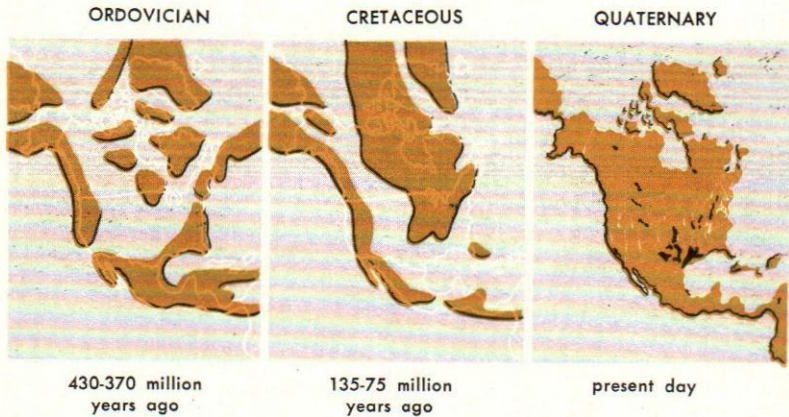 ORDOVICIAN
CRETACEOUS
QUATERNARY
430-370 million
years ago
135-75 million
years ago
present day